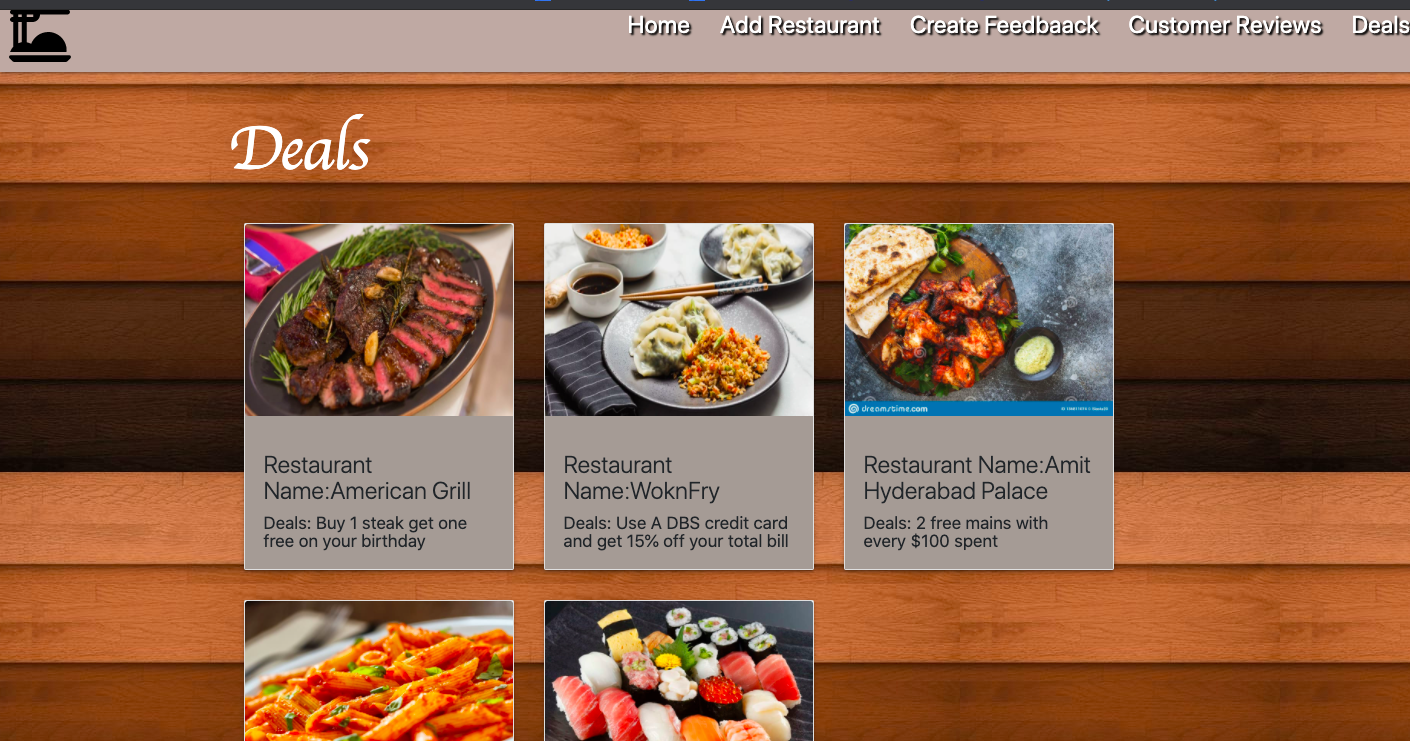 Home Add Restaurant Create Feedbaack Customer Reviews Deals
Deals
Restaurant
Name:American Grill
Deals: Buy 1 steak get one
free on your birthday
Restaurant
Name:WoknFry
Deals: Use A DBS credit card
and get 15% off your total bill
dreamstime.com
Restaurant Name:Amit
Hyderabad Palace
Deals: 2 free mains with
every $100 spent